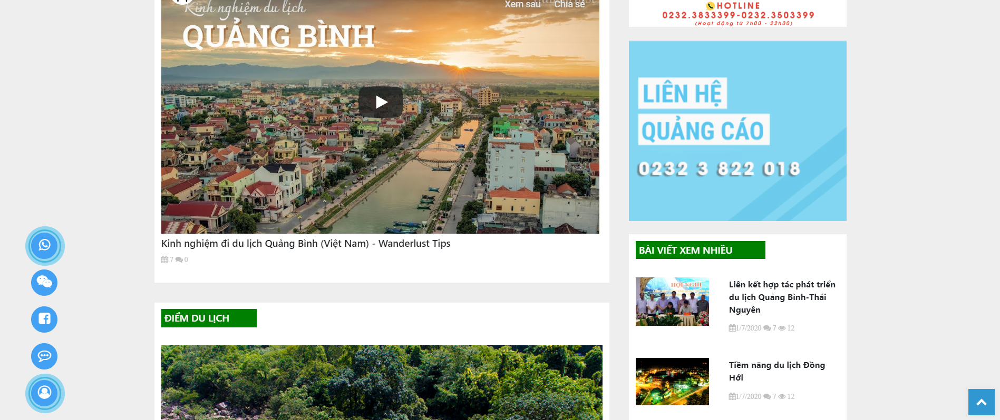 Kinh nghiệm du lịch
Xem sau
Chia sẻ
QUẢNG BÌNH
Kinh nghiệm đi du lịch Quảng Bình (Việt Nam) - Wanderlust Tips
7 0
ĐIỂM DU LỊCH
HOTLINE
0232.3833399-0232.3503399
(Hoạt động từ 7h00 - 22h00)
LIÊN HỆ
QUẢNG CÁO
0232 3 822 018
BÀI VIẾT XEM NHIỀU
HỘI NGHỊ
Liên kết hợp tác phát triển
du lịch Quảng Bình-Thái
Nguyên
1/7/2020 7 12
Tiềm năng du lịch Đồng
Hới
1/7/2020 7 12